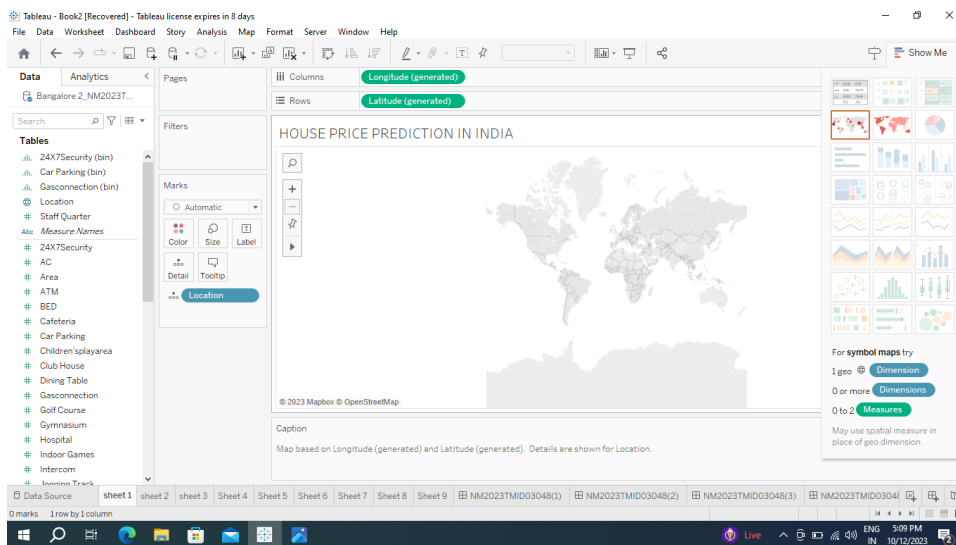 Tableau - Book2 [Recovered] - Tableau license expires in 8 days
File Data Worksheet Dashboard Story Analysis Map Format Server Window Help
Show Me
Data Analytics
Bangalore 2_NM2023T...
Search
Tables
24X7Security (bin)
Car Parking (bin)
Gasconnection (bin)
Location
Staff Quarter
Abc Measure Names
24X7Security
AC
Area
ATM
BED
Cafeteria
Car Parking
Children'splayarea
Club House
Dining Table
Gasconnection
Golf Course
Gymnasium
Hospital
Indoor Games
Intercom
Jogging Track
Pages
Filters
Marks
Automatic
Color Size Label
Detail Tooltip
Location
Columns Longitude (generated)
Rows Latitude (generated)
HOUSE PRICE PREDICTION IN INDIA
© 2023 Mapbox © OpenStreetMap
Caption
Map based on Longitude (generated) and Latitude (generated). Details are shown for Location.
For symbol maps try
1 geo Dimension
0 or more Dimensions
0 to 2 Measures
May use spatial measure in
place of geo dimension
Data Source sheet 1 sheet 2 sheet 3 Sheet 4 Sheet 5 Sheet 6 Sheet 7 Sheet 8 Sheet 9 NM2023TMID03048(1) NM2023TMID03048(2) NM2023TMID03048(3) NM2023TMID0304
0 marks 1 row by 1 column
Live ENG 5:09 PM
IN 10/12/2023